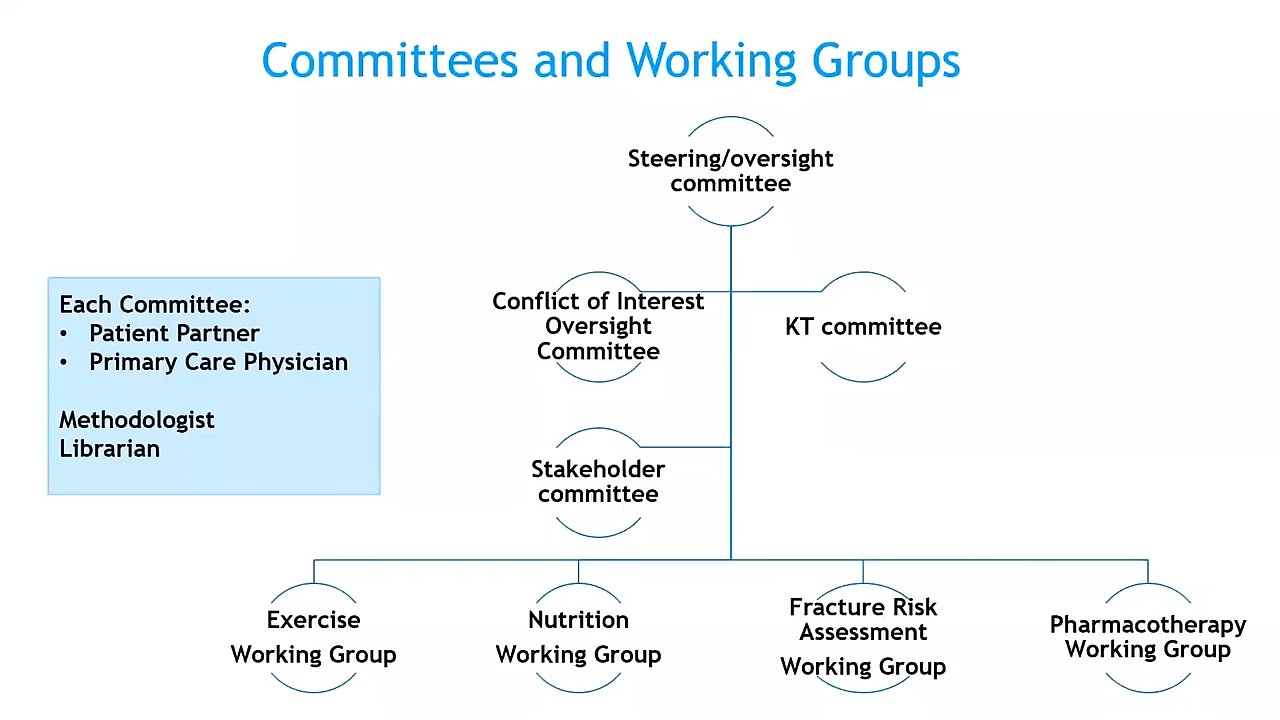 Committees and Working Groups
Steering/oversight
committee
Conflict of Interest
Oversight
Committee
KT committee
Each Committee:
• Patient Partner
• Primary Care Physician
Methodologist
Librarian
Stakeholder
committee
Exercise
Working Group
Nutrition
Working Group
Fracture Risk
Assessment
Working Group
Pharmacotherapy
Working Group